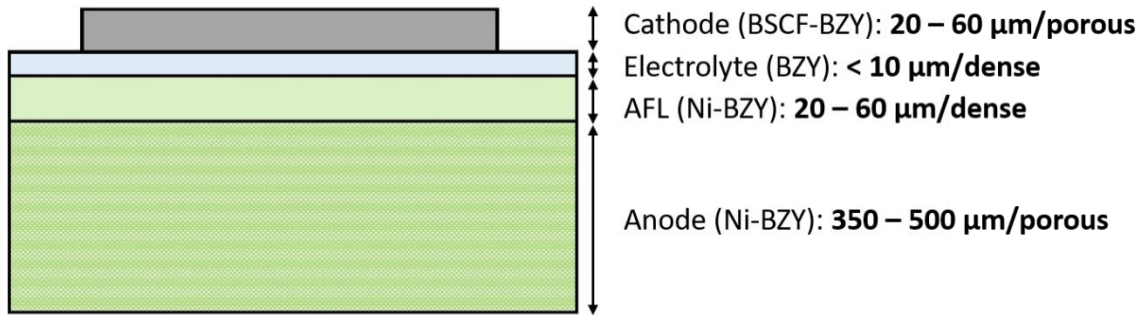 Cathode (BSCF-BZY): 20 – 60 μm/porous
Electrolyte (BZY): < 10 μm/dense
AFL (Ni-BZY): 20 – 60 μm/dense
Anode (Ni-BZY): 350 – 500 μm/porous